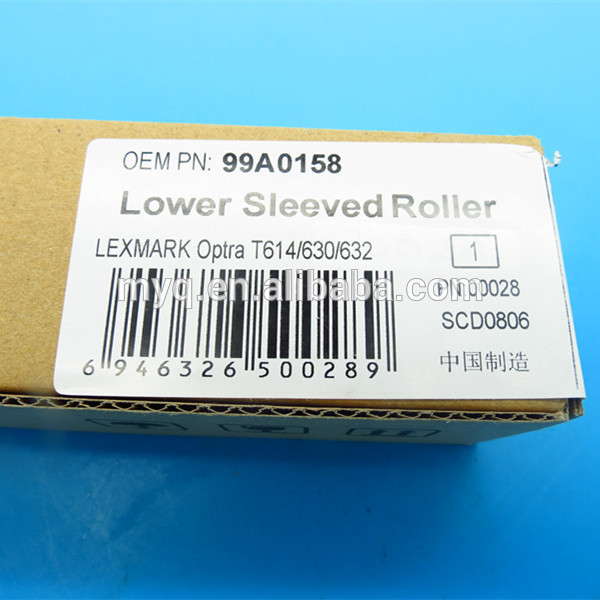 OEM PN: 99A0158
Lower Sleeved Roller
LEXMARK Optra T614/630/632
1
myq.en.alibaba.com
SCD0806
中国制造
6 946326 500289